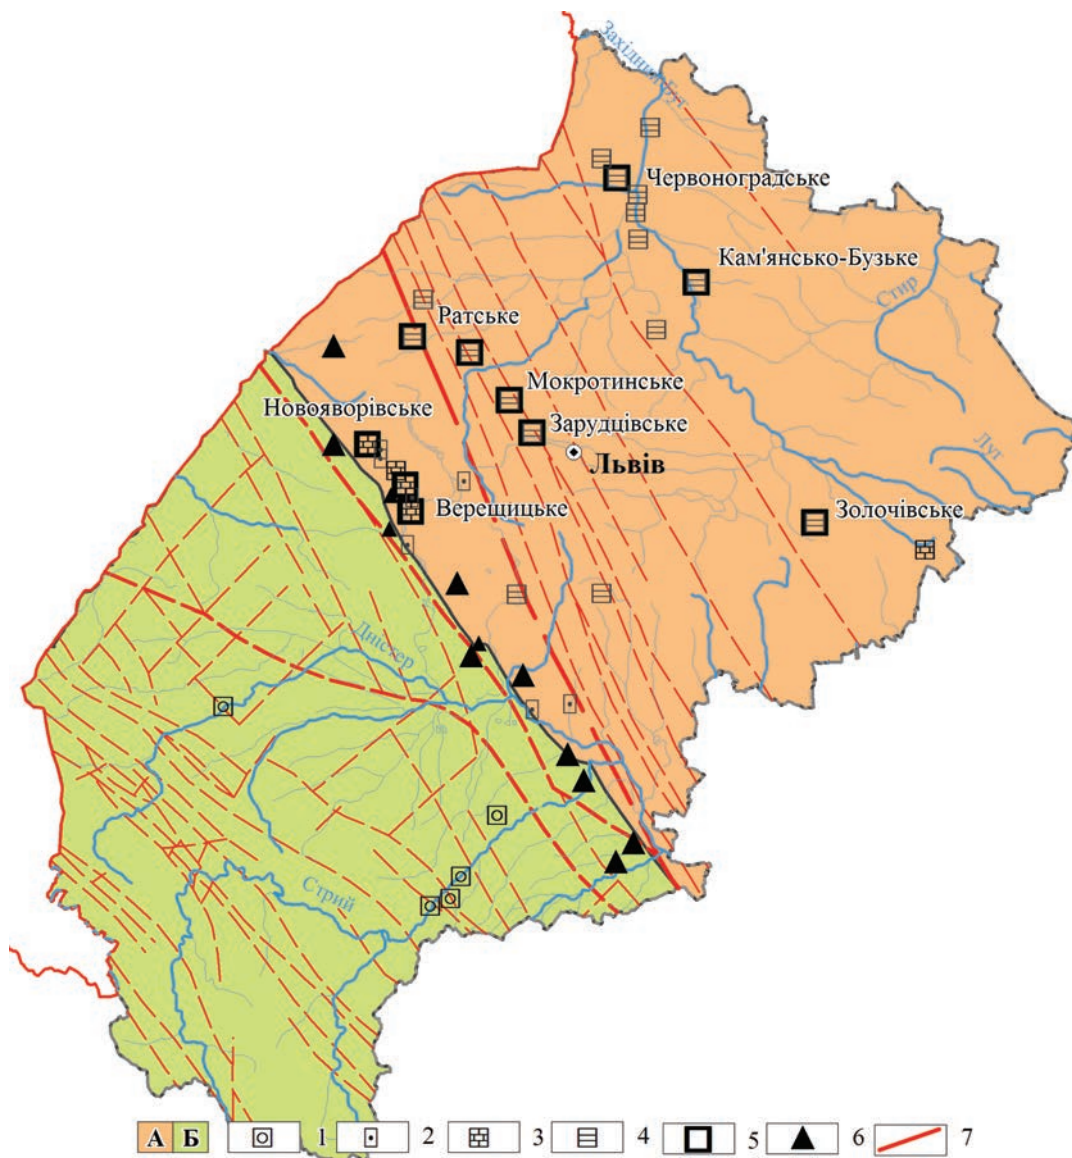 Західний Буг
Червоноградське
Кам'янсько-Бузьке
Стир
Ратське
Мокротинське
Новояворівське
Зарудцівське
Львів
Луг
Верещицьке
Золочівське
Дністер
Стрий
А Б 1 2 3 4 5 6 7